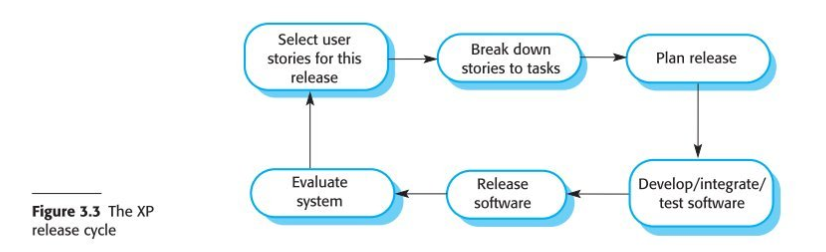 Select user
stories for this
release
Break down
stories to tasks
Plan release
Develop/integrate/
test software
Release
software
Evaluate
system
Figure 3.3 The XP
release cycle